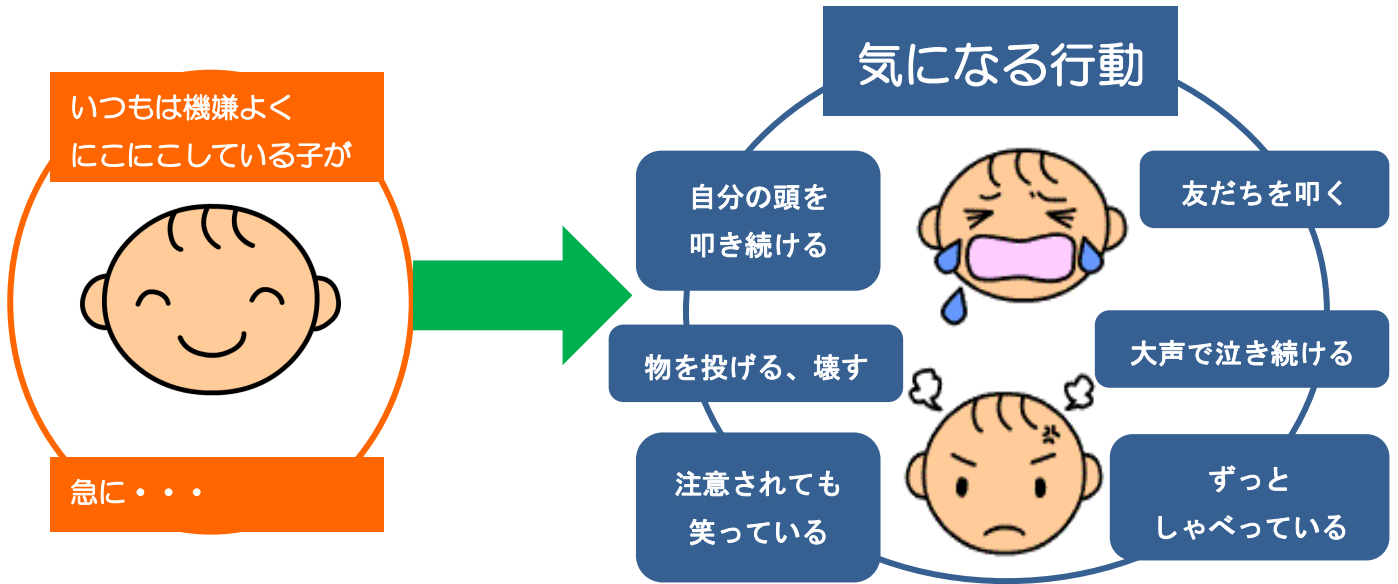 いつもは機嫌よく
にこにこしている子が
急に・・・
気になる行動
自分の頭を
叩き続ける
友だちを叩く
物を投げる、壊す
大声で泣き続ける
注意されても
笑っている
ずっと
しゃべっている